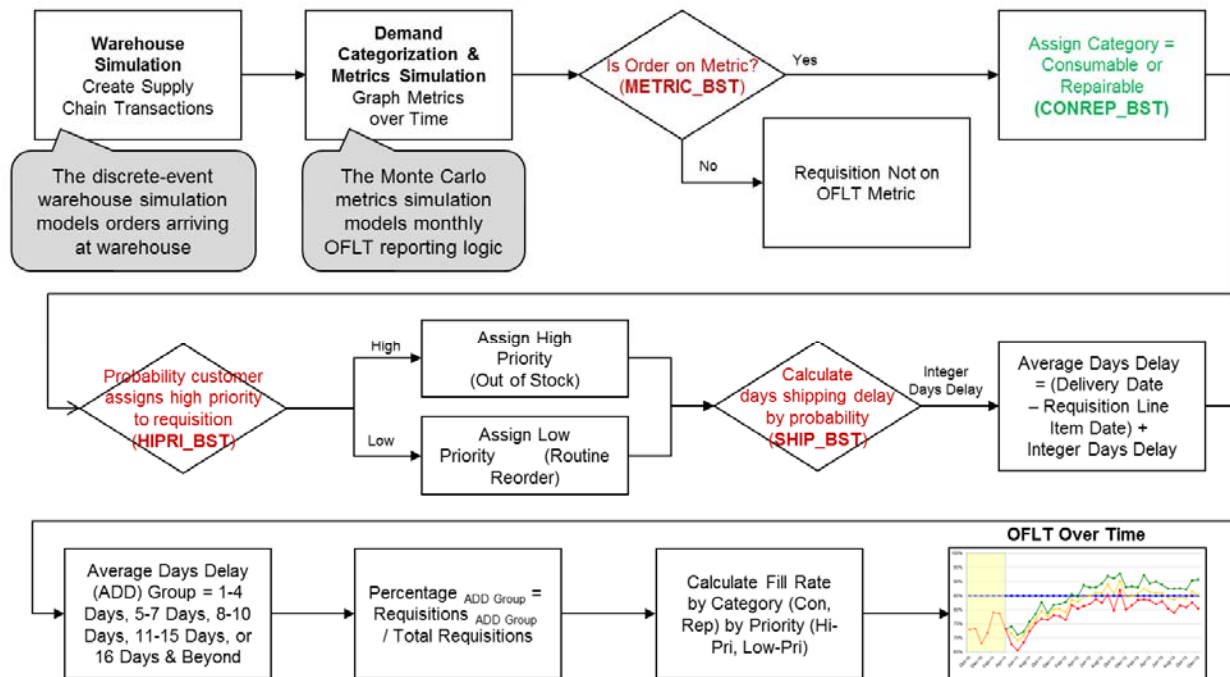 Warehouse
Simulation
Create Supply
Chain Transactions
Demand
Categorization &
Metrics Simulation
Graph Metrics
over Time
Is Order on Metric?
(METRIC_BST)
Yes
No
Assign Category =
Consumable or
Repairable
(CONREP_BST)
Requisition Not on
OFLT Metric
The discrete-event
warehouse simulation
models orders arriving
at warehouse
The Monte Carlo
metrics simulation
models monthly
OFLT reporting logic
Probability customer
assigns high priority
to requisition
(HIPRI_BST)
High
Low
Assign High
Priority
(Out of Stock)
Assign Low
Priority (Routine
Reorder)
Calculate
days shipping delay
by probability
(SHIP_BST)
Integer
Days Delay
Average Days Delay
= (Delivery Date
– Requisition Line
Item Date) +
Integer Days Delay
Average Days Delay
(ADD) Group = 1-4
Days, 5-7 Days, 8-10
Days, 11-15 Days, or
16 Days & Beyond
Percentage ADD Group =
Requisitions ADD Group
/ Total Requisitions
Calculate Fill Rate
by Category (Con,
Rep) by Priority (Hi-
Pri, Low-Pri)
OFLT Over Time